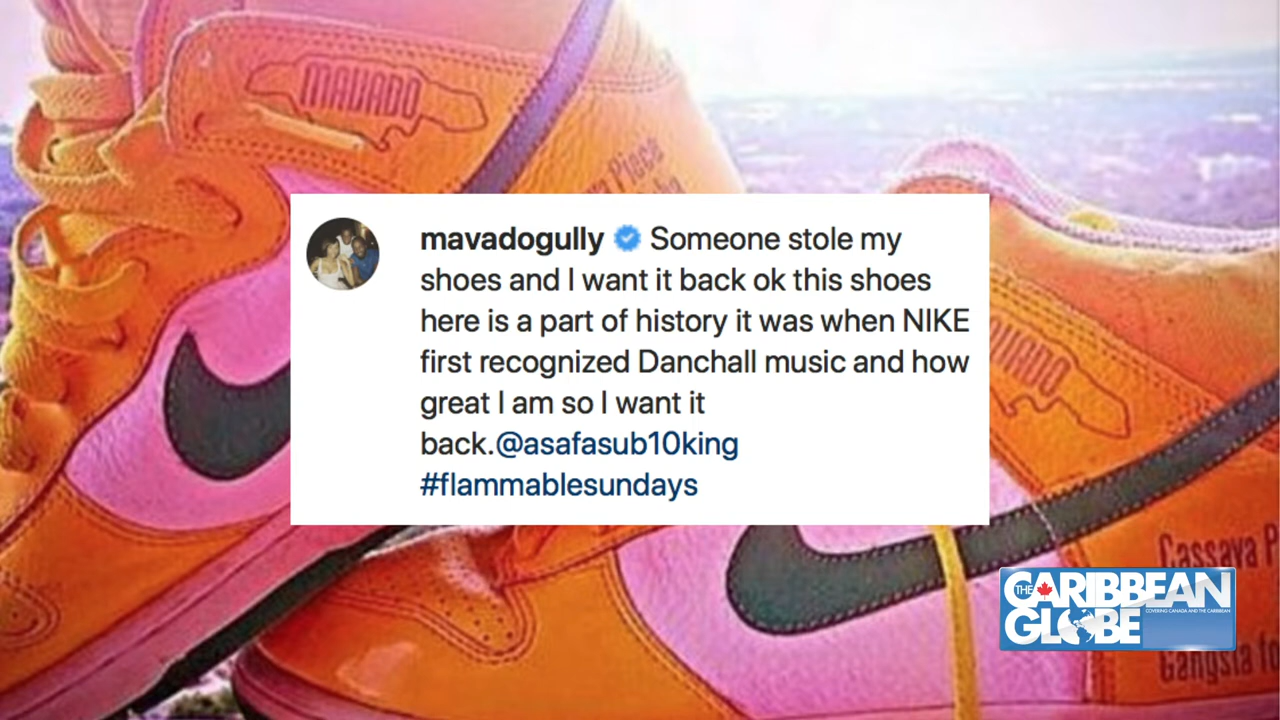 MAVADO
Piece
mavadogully Someone stole my
shoes and I want it back ok this shoes
here is a part of history it was when NIKE
first recognized Danchall music and how
great I am so I want it
back.@asafasub10king
#flammablesundays
Cassava P
THE CARIBBEAN
COVERING CANADA AND THE CARIBBEAN
GLOBE
Gangsta fo